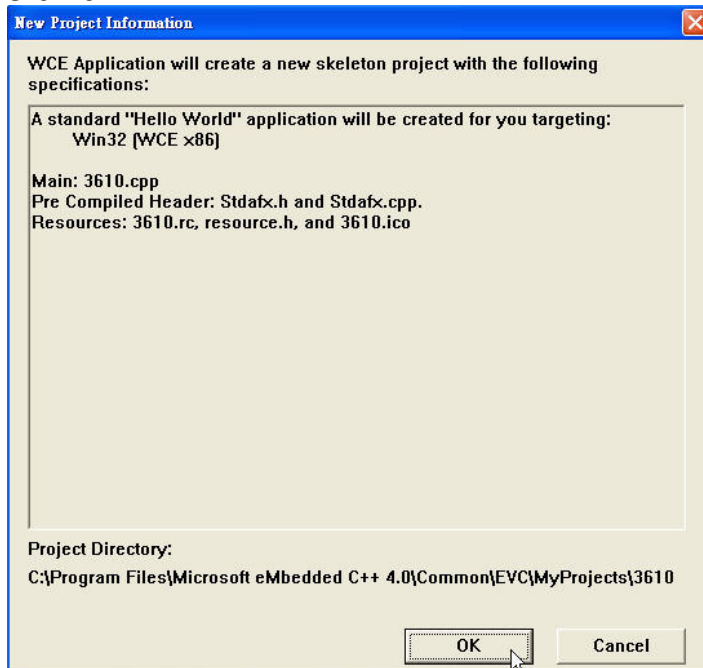 New Project Information
WCE Application will create a new skeleton project with the following
specifications:
A standard "Hello World" application will be created for you targeting:
Win32 (WCE x86)
Main: 3610.cpp
Pre Compiled Header: Stdafx.h and Stdafx.cpp.
Resources: 3610.rc, resource.h, and 3610.ico
Project Directory:
C:\Program Files\Microsoft eMbedded C++ 4.0\Common\EVC\MyProjects\3610
OK
Cancel